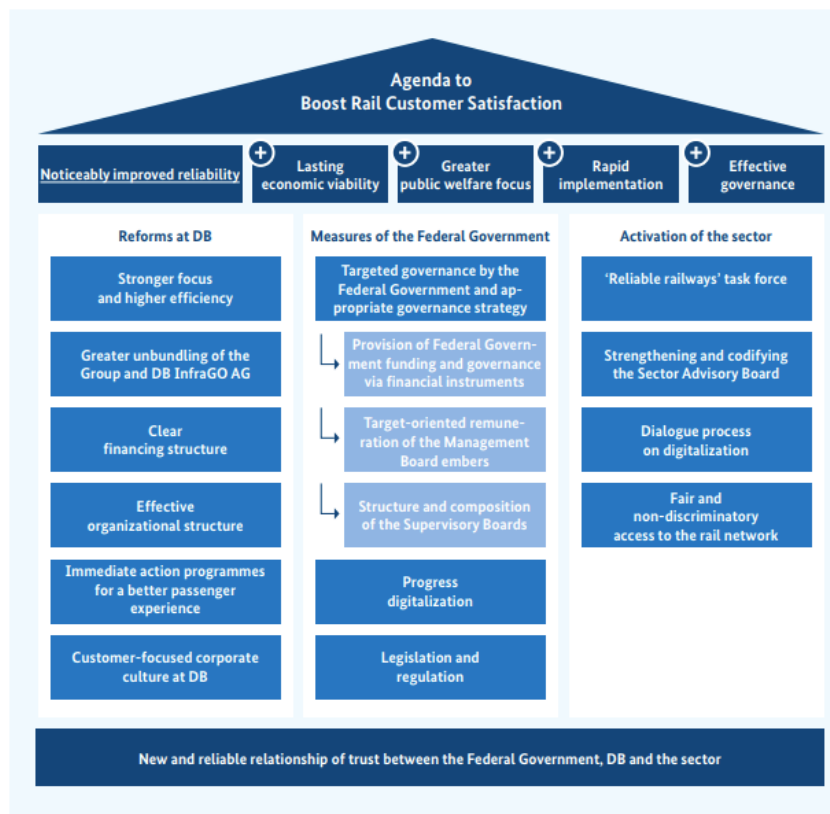 Agenda to
Boost Rail Customer Satisfaction
Noticeably improved reliability
+
Lasting
economic viability
+
Greater
public welfare focus
+
Rapid
implementation
+
Effective
governance
Reforms at DB
Stronger focus
and higher efficiency
Greater unbundling of the
Group and DB InfraGO AG
Clear
financing structure
Effective
organizational structure
Immediate action programmes
for a better passenger
experience
Customer-focused corporate
culture at DB
Measures of the Federal Government
Targeted governance by the
Federal Government and ap-
propriate governance strategy
Provision of Federal Govern-
ment funding and governance
via financial instruments
Target-oriented remune-
ration of the Management
Board embers
Structure and composition
of the Supervisory Boards
Progress
digitalization
Legislation and
regulation
Activation of the sector
‘Reliable railways’ task force
Strengthening and codifying
the Sector Advisory Board
Dialogue process
on digitalization
Fair and
non-discriminatory
access to the rail network
New and reliable relationship of trust between the Federal Government, DB and the sector